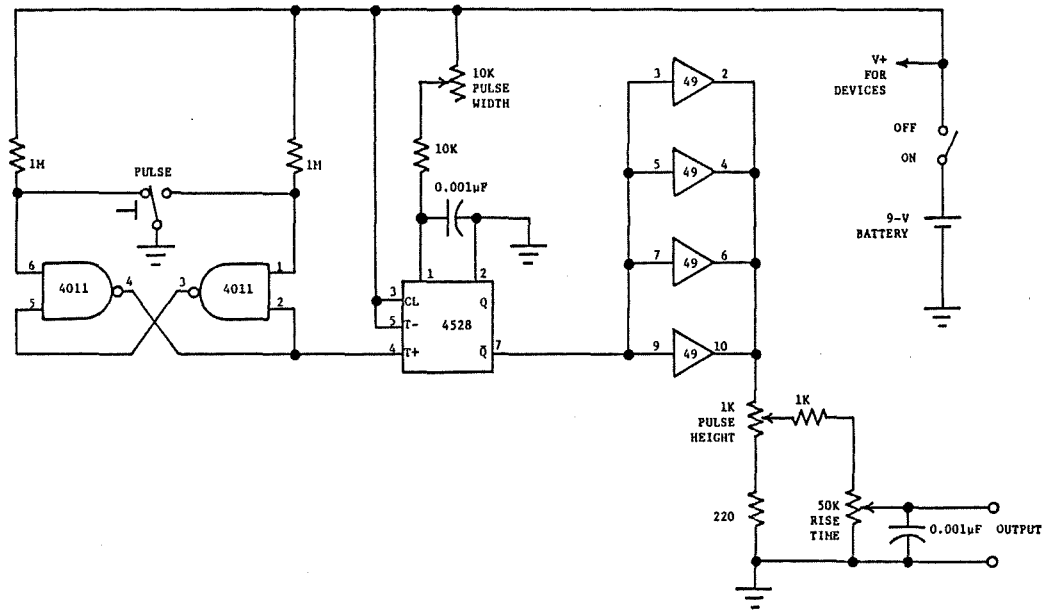 10K
PULSE
WIDTH
V+
FOR
DEVICES
3
49
2
OFF
ON
1M
1M
10K
PULSE
0.001µF
5
49
4
9-V
BATTERY
6
4011
4
3
4011
1
5
2
1
2
7
49
6
3
CL
Q
5
T-
4528
4
T+
Q̅
7
9
49
10
1K
PULSE
HEIGHT
1K
220
50K
RISE
TIME
0.001µF
OUTPUT